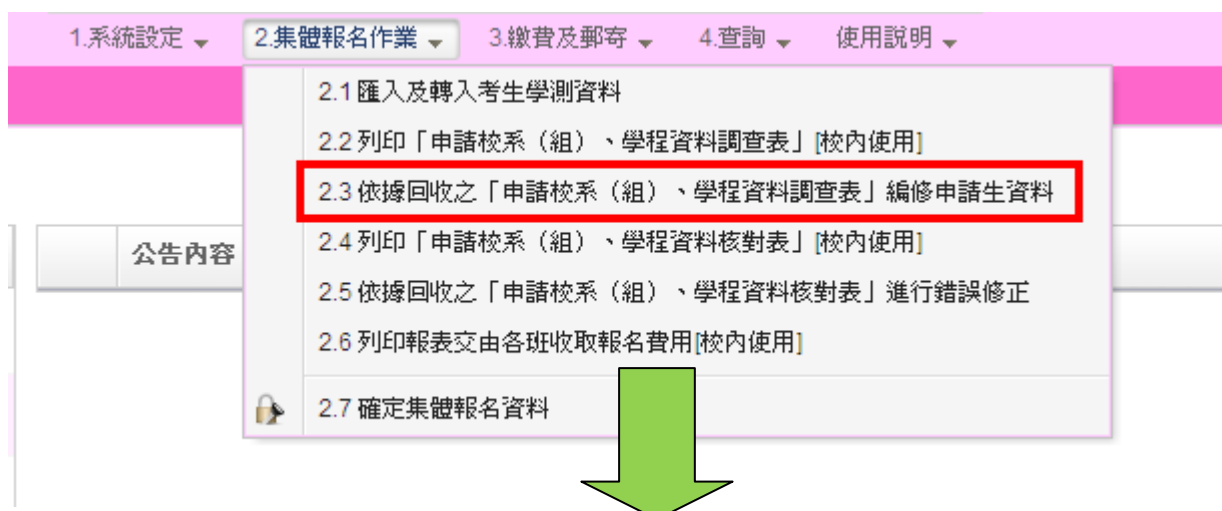 1.系統設定 2.集體報名作業 3.繳費及郵寄 4.查詢 使用說明
2.1 匯入及轉入考生學測資料
2.2 列印「申請校系（組）、學程資料調查表」[校內使用]
2.3 依據回收之「申請校系（組）、學程資料調查表」編修申請生資料
公告內容
2.4 列印「申請校系（組）、學程資料核對表」[校內使用]
2.5 依據回收之「申請校系（組）、學程資料核對表」進行錯誤修正
2.6 列印報表交由各班收取報名費用[校內使用]
2.7 確定集體報名資料